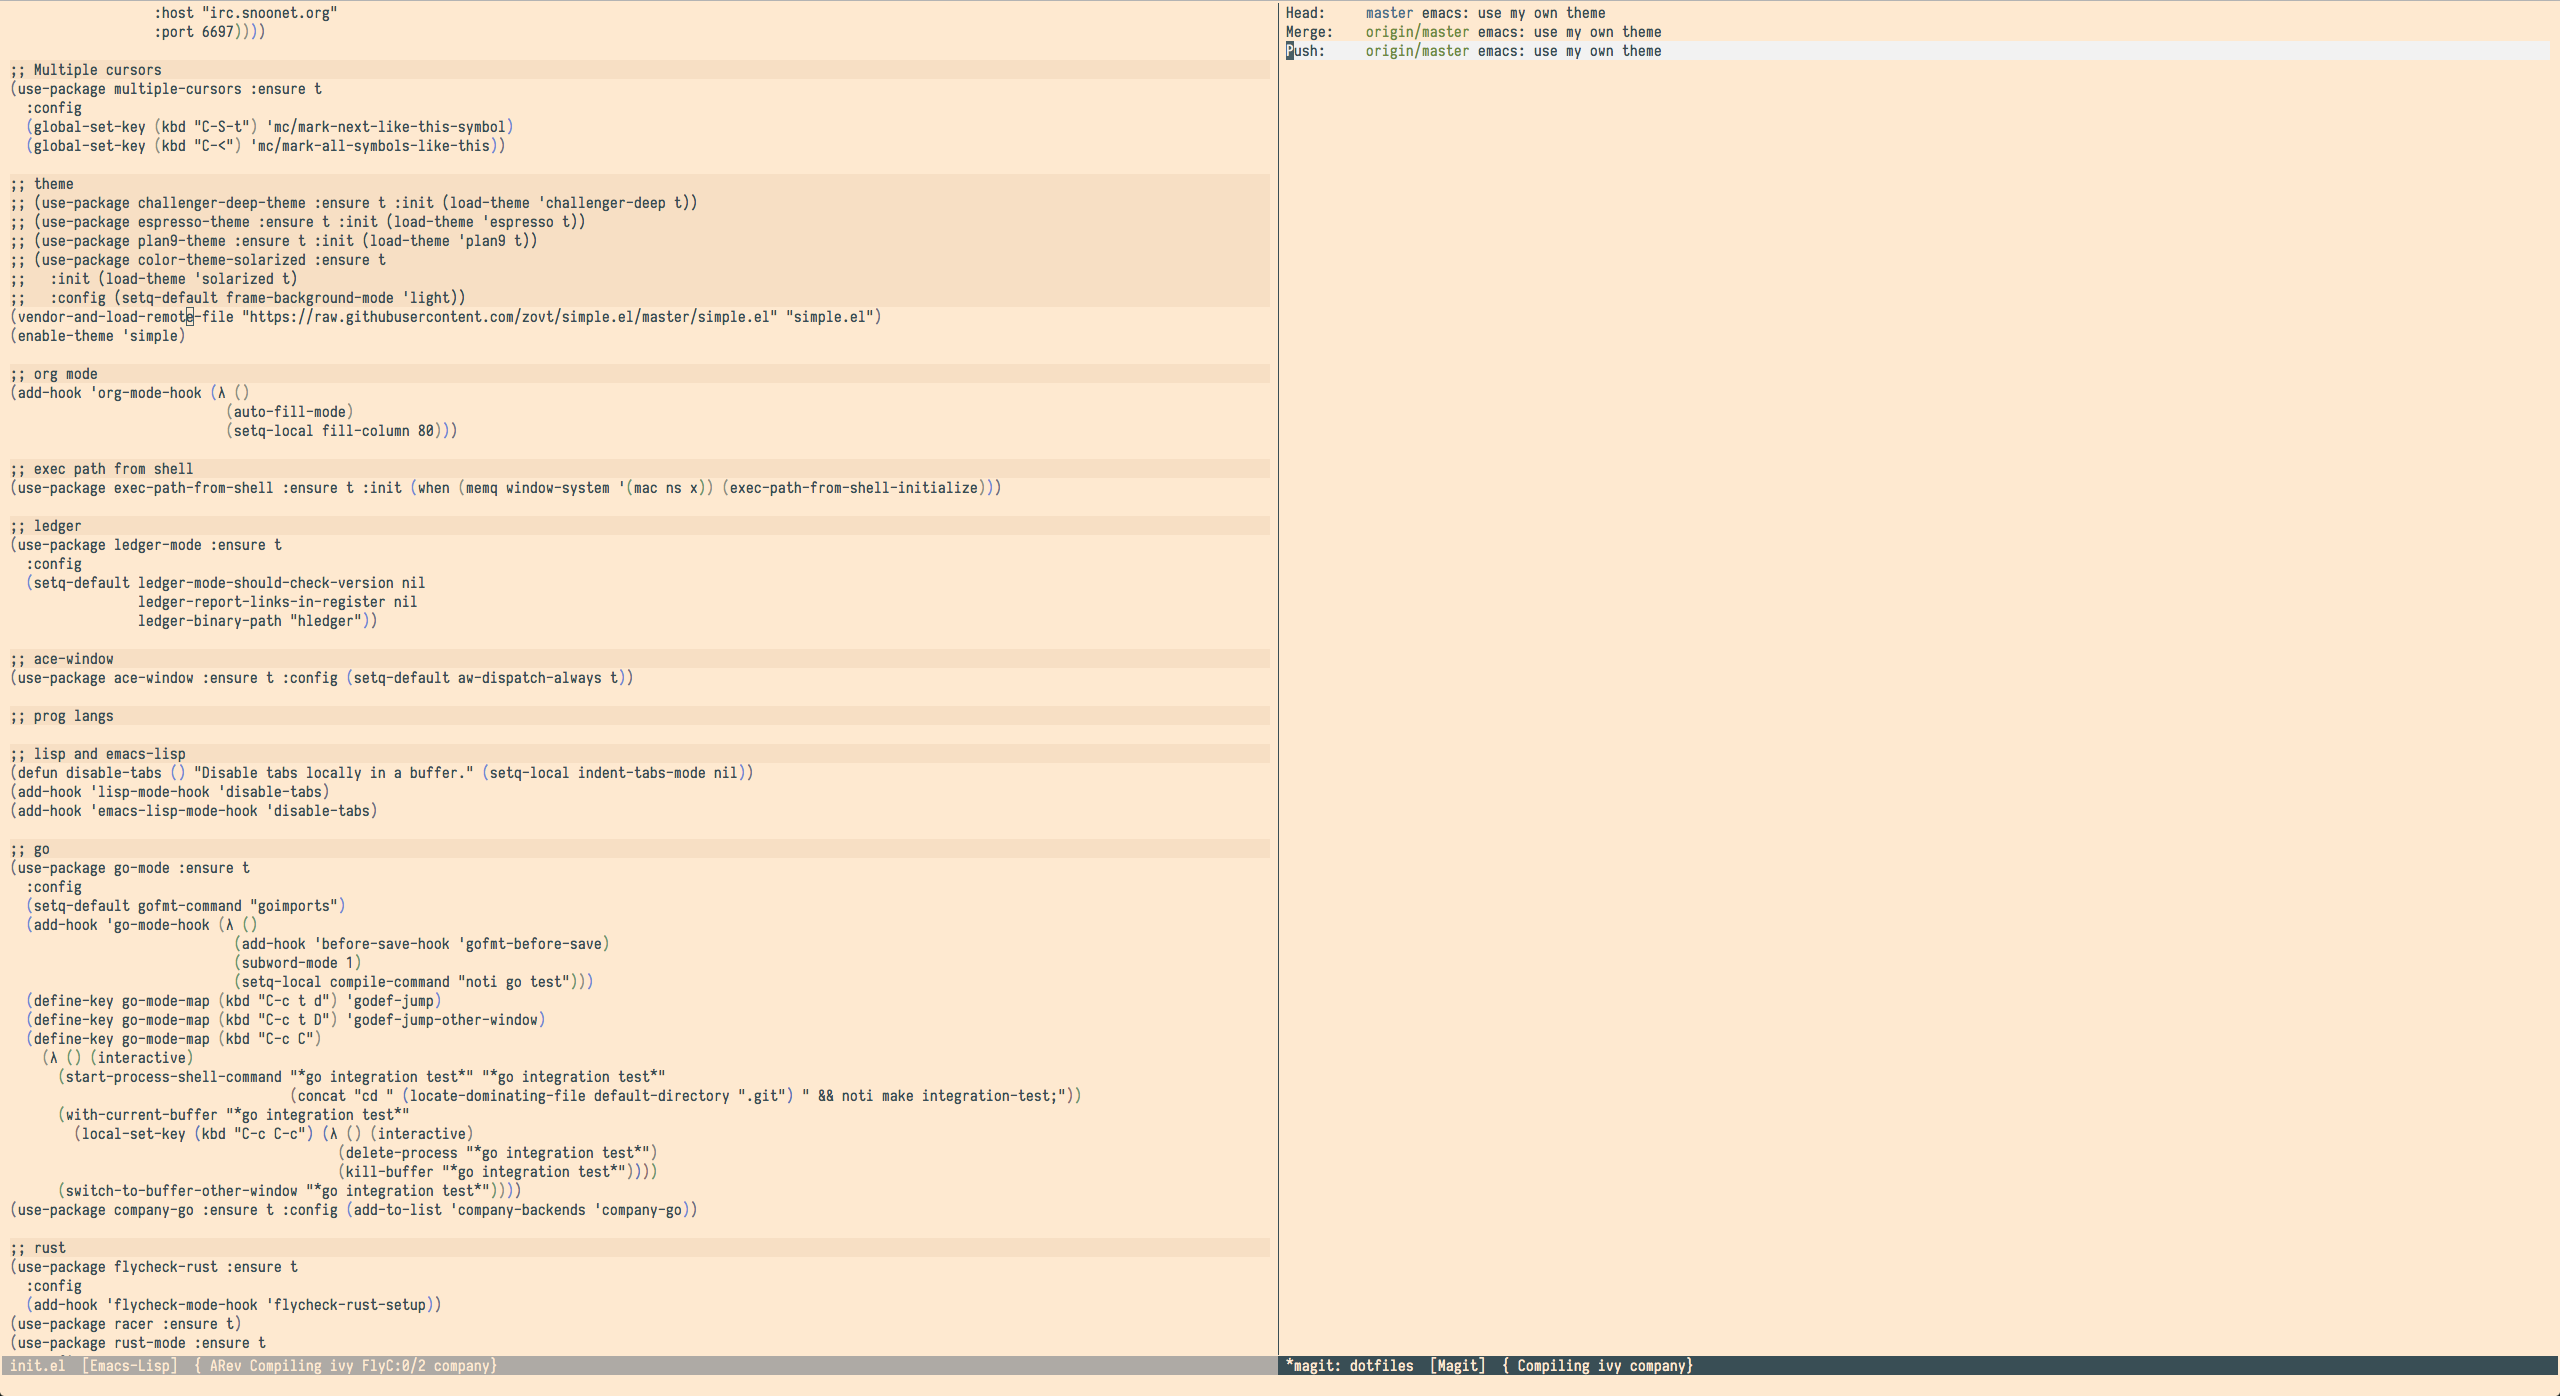 :host "irc.snoonet.org"
                  :port 6697))))

;; Multiple cursors
(use-package multiple-cursors :ensure t
  :config
  (global-set-key (kbd "C-S-t") 'mc/mark-next-like-this-symbol)
  (global-set-key (kbd "C-<") 'mc/mark-all-symbols-like-this))

;; theme
;; (use-package challenger-deep-theme :ensure t :init (load-theme 'challenger-deep t))
;; (use-package espresso-theme :ensure t :init (load-theme 'espresso t))
;; (use-package plan9-theme :ensure t :init (load-theme 'plan9 t))
;; (use-package color-theme-solarized :ensure t
;;   :init (load-theme 'solarized t)
;;   :config (setq-default frame-background-mode 'light))
(vendor-and-load-remote-file "https://raw.githubusercontent.com/zovt/simple.el/master/simple.el" "simple.el")
(enable-theme 'simple)

;; org mode
(add-hook 'org-mode-hook (λ ()
                           (auto-fill-mode)
                           (setq-local fill-column 80)))

;; exec path from shell
(use-package exec-path-from-shell :ensure t :init (when (memq window-system '(mac ns x)) (exec-path-from-shell-initialize)))

;; ledger
(use-package ledger-mode :ensure t
  :config
  (setq-default ledger-mode-should-check-version nil
                ledger-report-links-in-register nil
                ledger-binary-path "hledger"))

;; ace-window
(use-package ace-window :ensure t :config (setq-default aw-dispatch-always t))

;; prog langs

;; lisp and emacs-lisp
(defun disable-tabs () "Disable tabs locally in a buffer." (setq-local indent-tabs-mode nil))
(add-hook 'lisp-mode-hook 'disable-tabs)
(add-hook 'emacs-lisp-mode-hook 'disable-tabs)

;; go
(use-package go-mode :ensure t
  :config
  (setq-default gofmt-command "goimports")
  (add-hook 'go-mode-hook (λ ()
                            (add-hook 'before-save-hook 'gofmt-before-save)
                            (subword-mode 1)
                            (setq-local compile-command "noti go test")))
  (define-key go-mode-map (kbd "C-c t d") 'godef-jump)
  (define-key go-mode-map (kbd "C-c t D") 'godef-jump-other-window)
  (define-key go-mode-map (kbd "C-c C")
    (λ () (interactive)
      (start-process-shell-command "*go integration test*" "*go integration test*"
                                   (concat "cd " (locate-dominating-file default-directory ".git") " && noti make integration-test;"))
      (with-current-buffer "*go integration test*"
        (local-set-key (kbd "C-c C-c") (λ () (interactive)
                                         (delete-process "*go integration test*")
                                         (kill-buffer "*go integration test*"))))
      (switch-to-buffer-other-window "*go integration test*"))))
(use-package company-go :ensure t :config (add-to-list 'company-backends 'company-go))

;; rust
(use-package flycheck-rust :ensure t
  :config
  (add-hook 'flycheck-mode-hook 'flycheck-rust-setup))
(use-package racer :ensure t)
(use-package rust-mode :ensure t
init.el  [Emacs-Lisp]  { ARev Compiling ivy FlyC:0/2 company}
Head:     master emacs: use my own theme
Merge:    origin/master emacs: use my own theme
Push:     origin/master emacs: use my own theme
*magit: dotfiles  [Magit]  { Compiling ivy company}